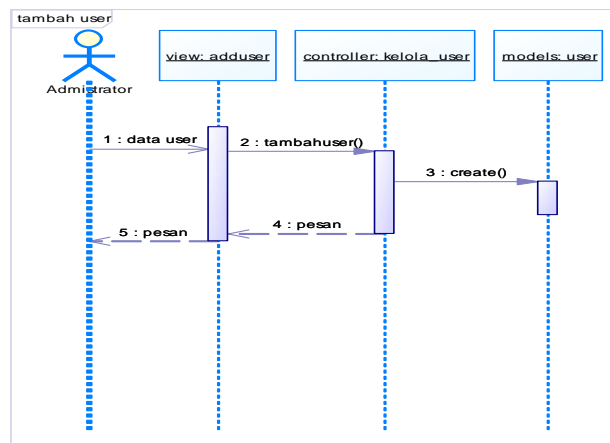 tambah user
view: adduser
controller: kelola_user
models: user
Admistrator
1 : data user
2 : tambahuser()
3 : create()
4 : pesan
5 : pesan